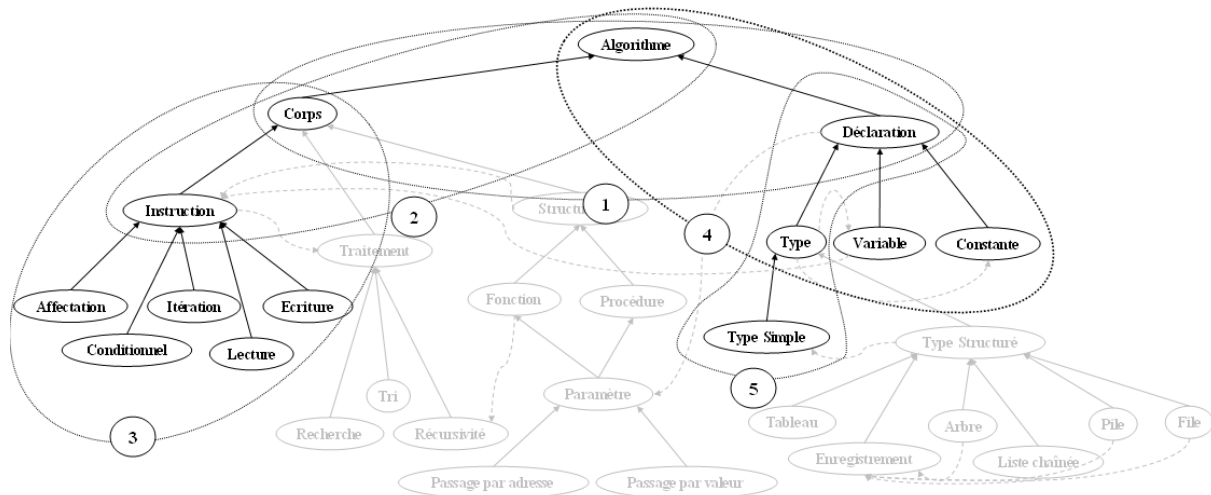 Algorithme
Corps
Déclaration
Instruction
2
Structure
1
4
Type
Variable
Constante
Traitement
Affectation
Itération
Ecriture
Fonction
Procédure
Conditionnel
Lecture
Type Simple
Type Structuré
5
Tri
Paramètre
3
Recherche
Récursivité
Tableau
Arbre
Pile
File
Enregistrement
Liste chaînée
Passage par adresse
Passage par valeur